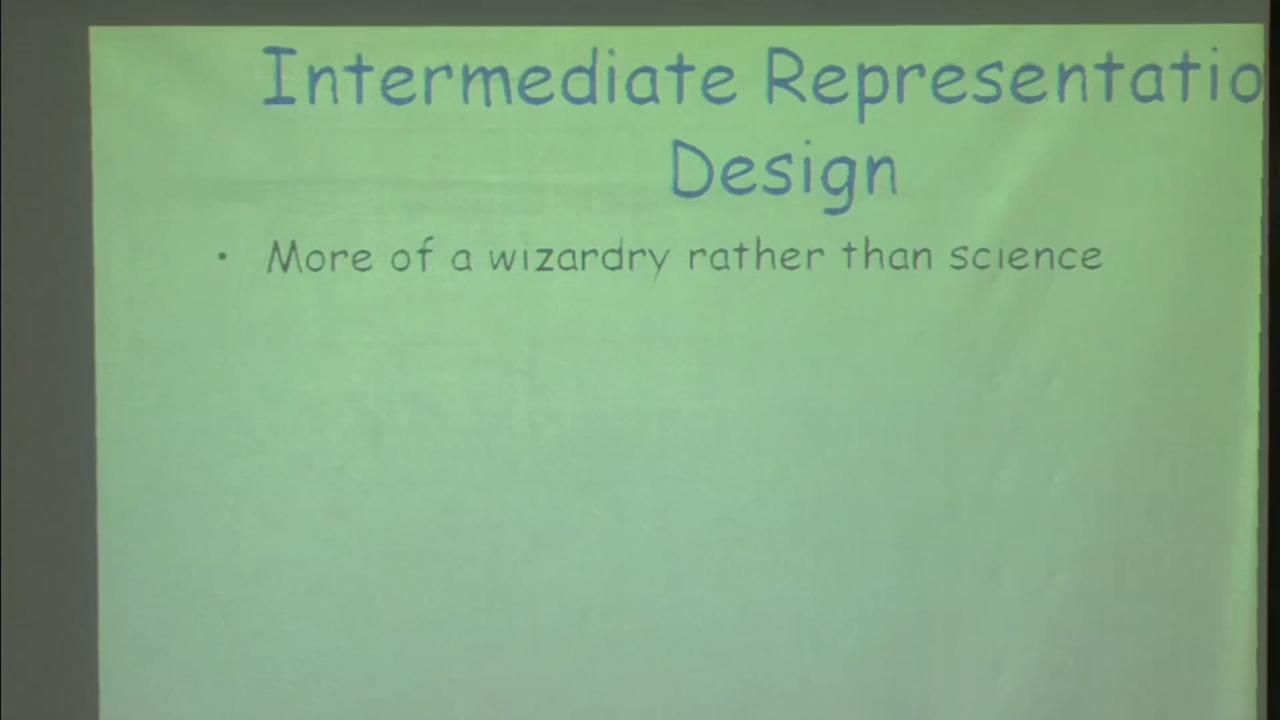 Intermediate Representatio
Design
• More of a wizardry rather than science